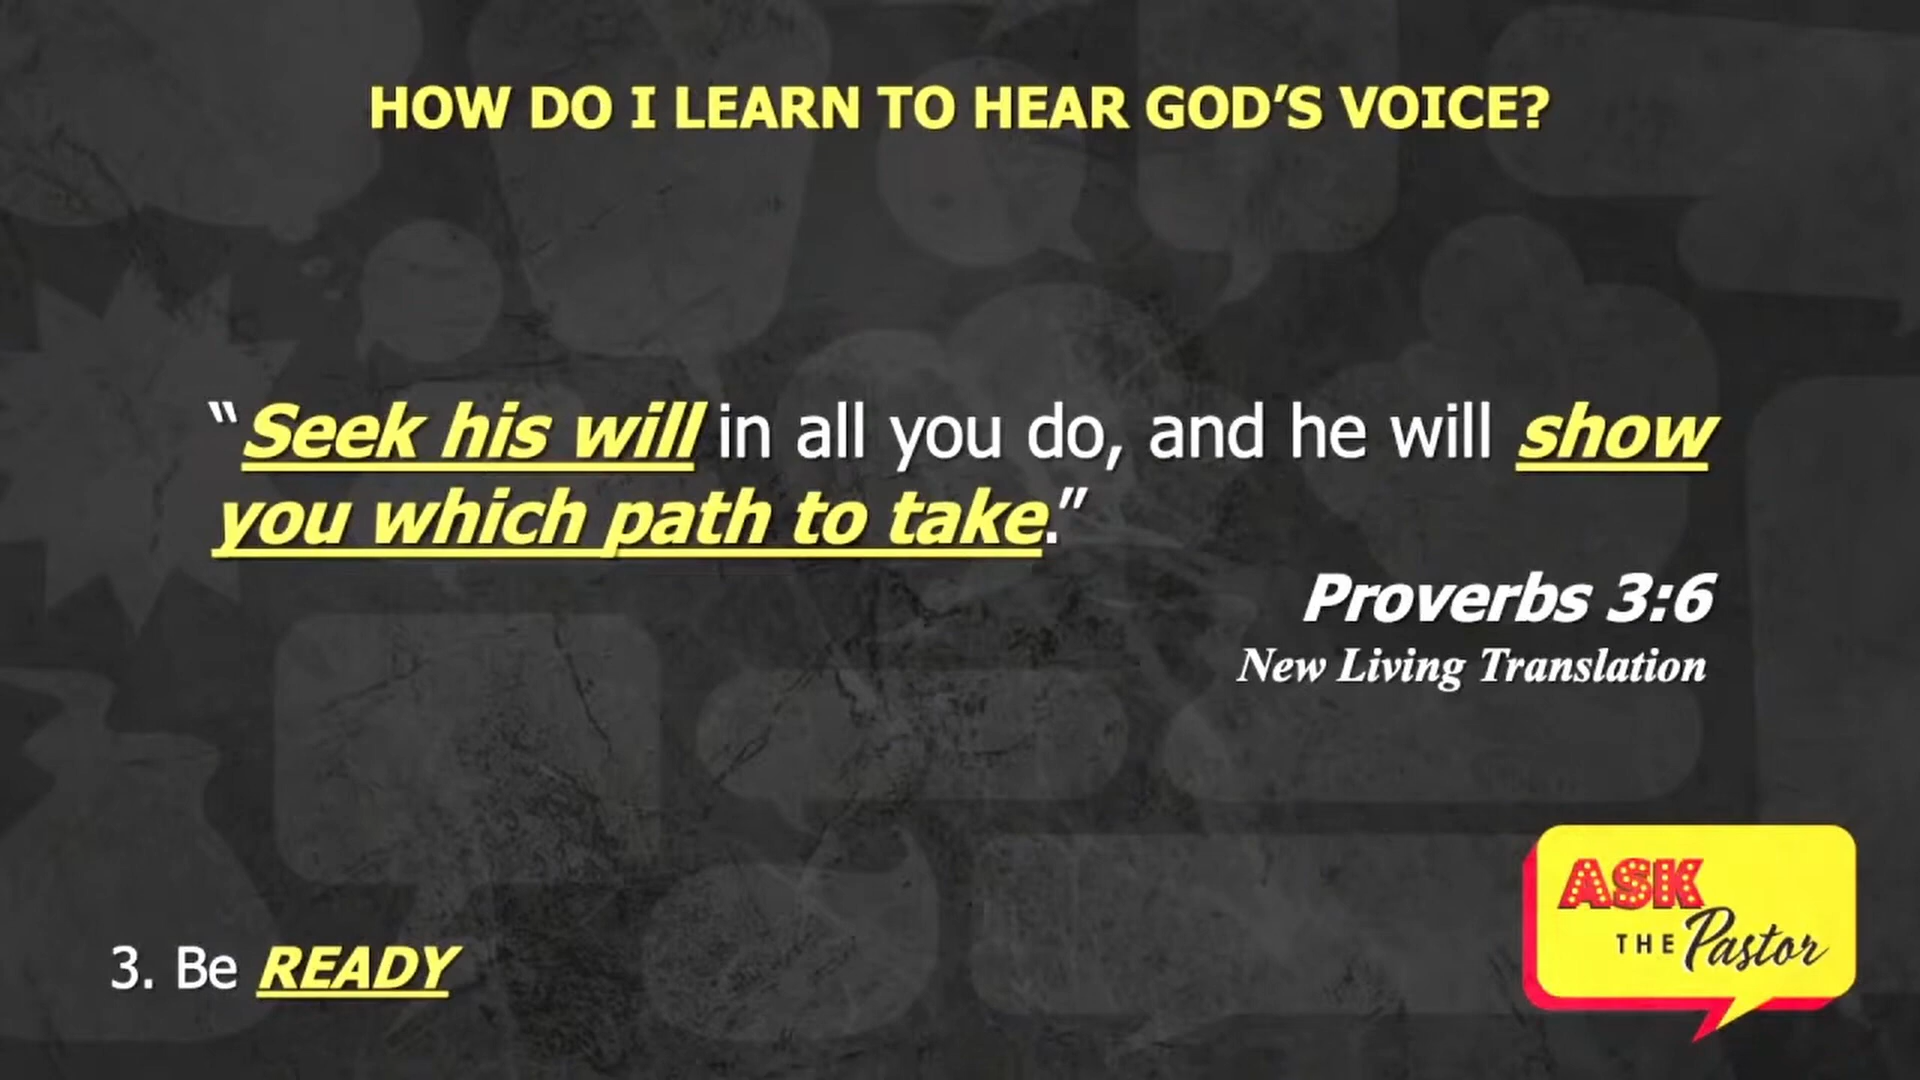 HOW DO I LEARN TO HEAR GOD’S VOICE?
“Seek his will in all you do, and he will show
you which path to take.”
Proverbs 3:6
New Living Translation
3. Be READY
ASK
THE Pastor